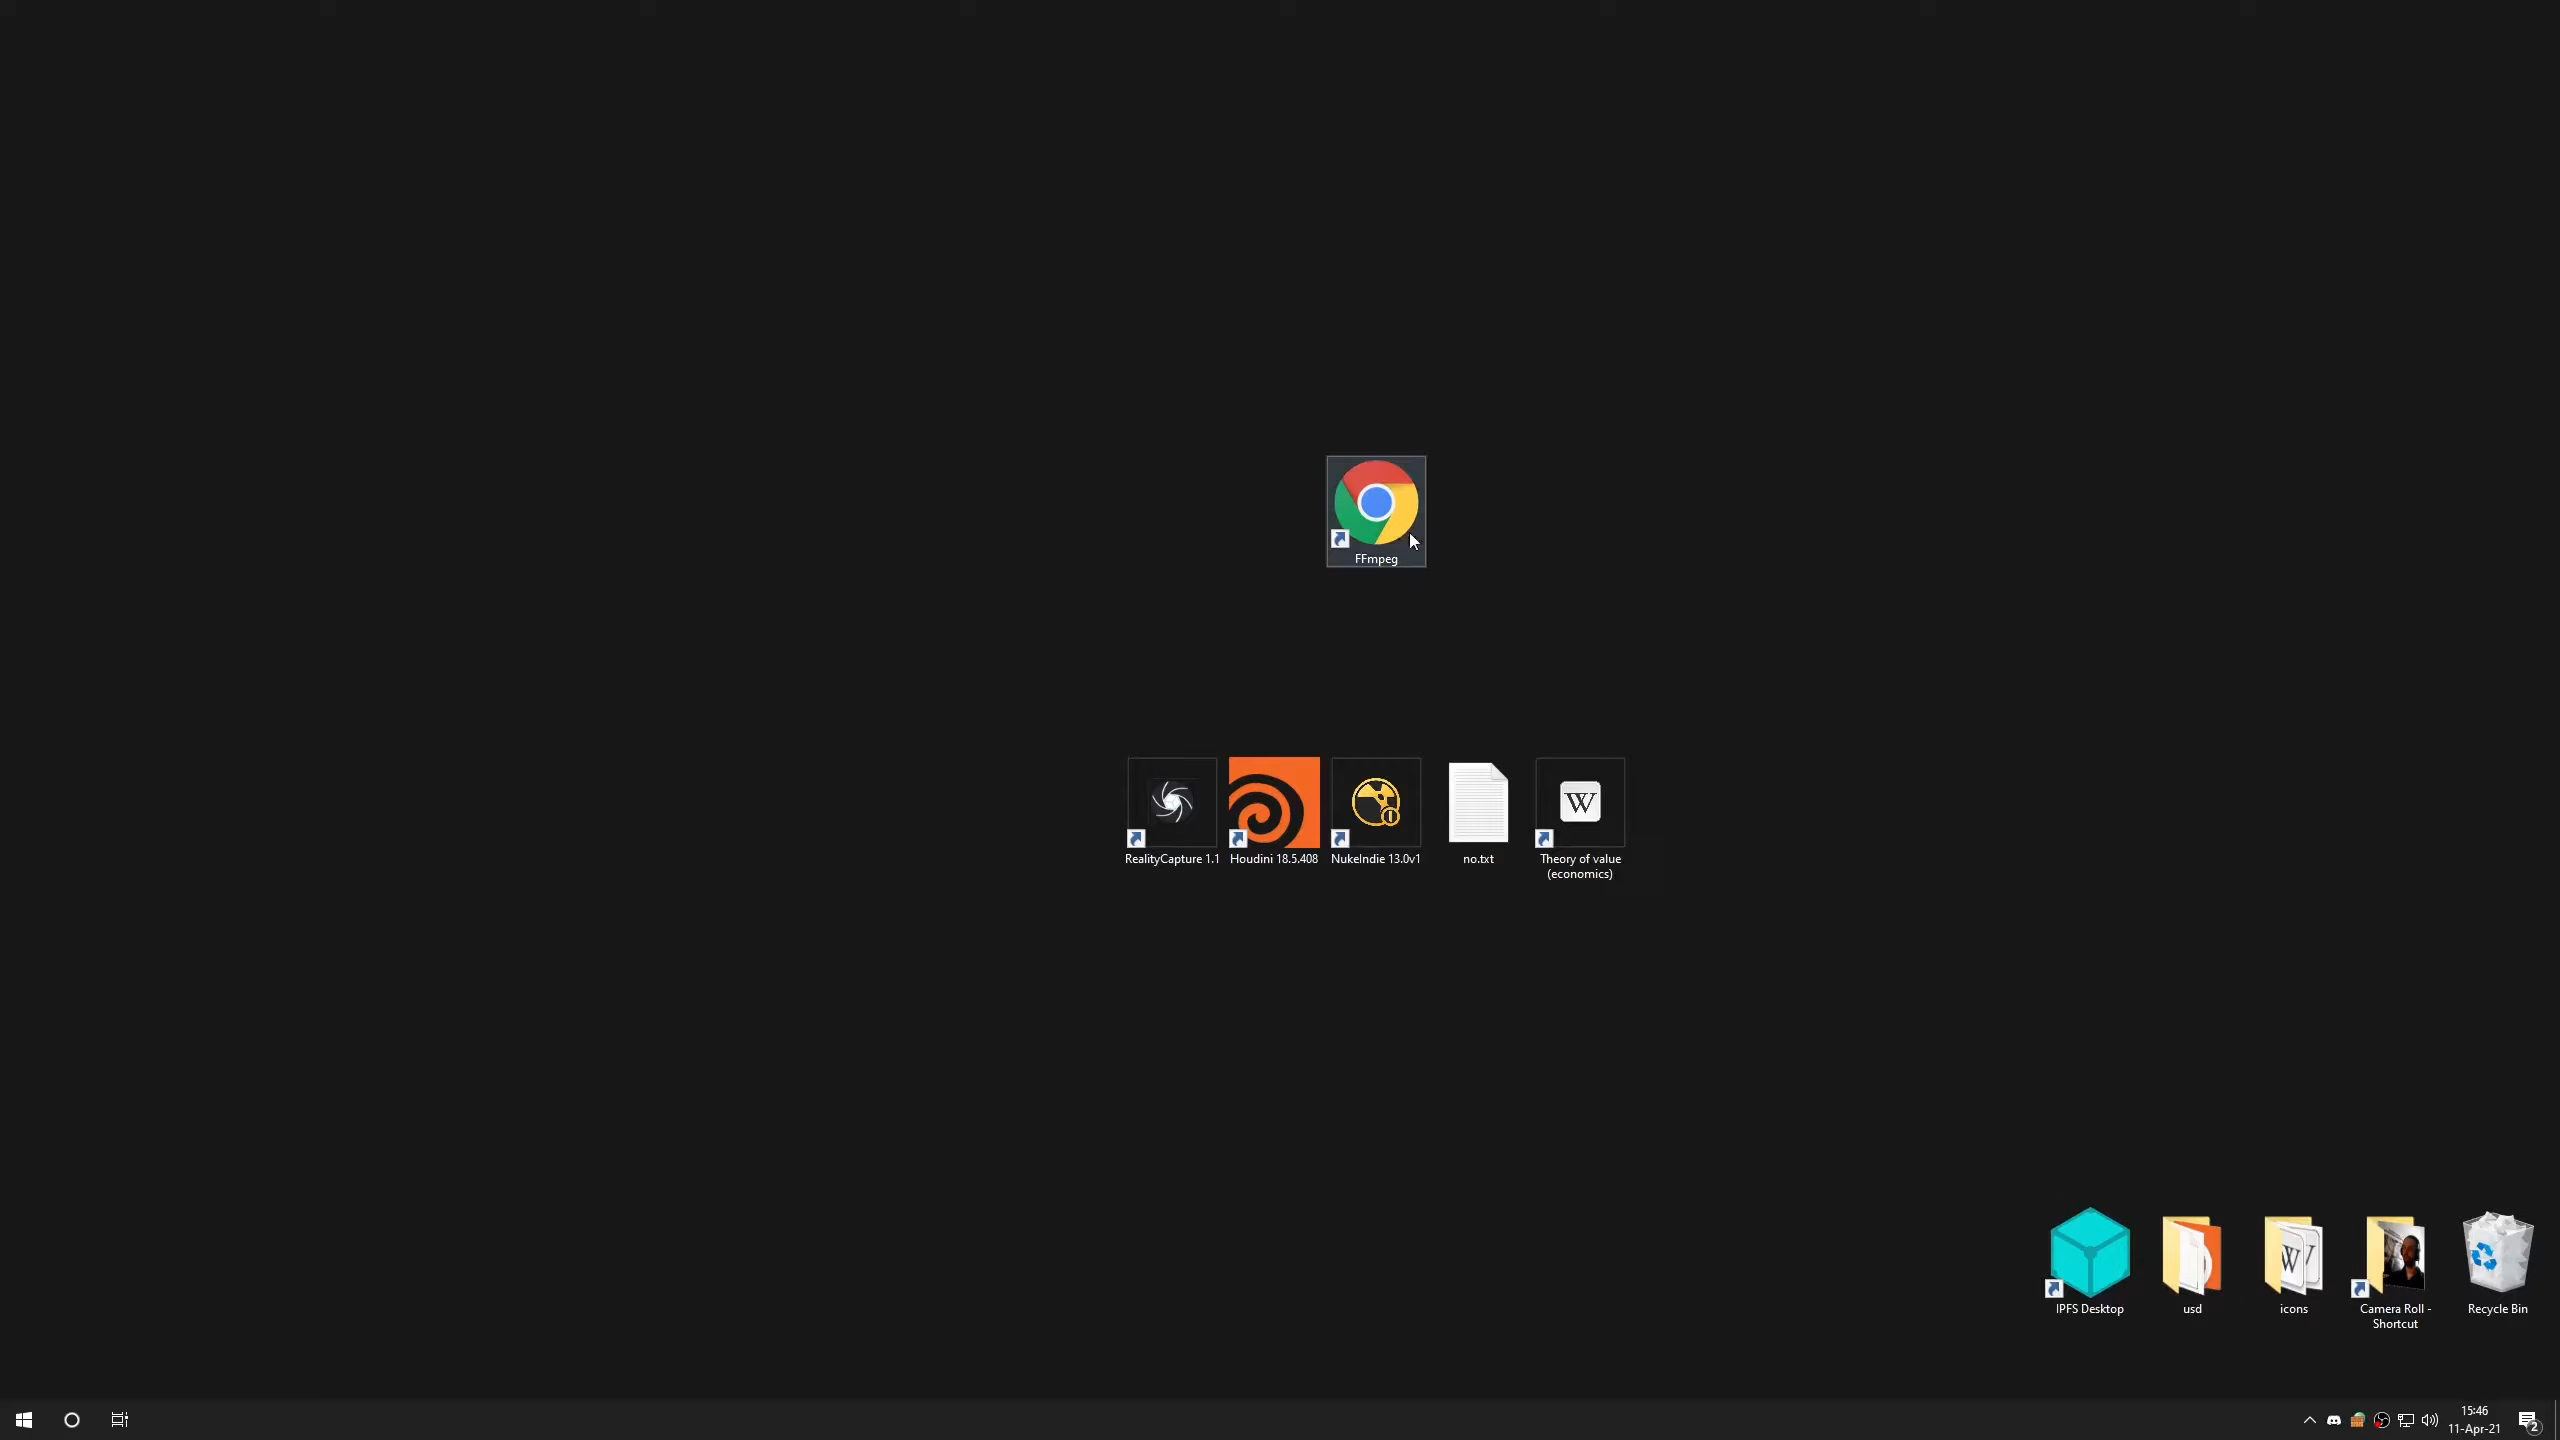 FFmpeg
RealityCapture 1.1
Houdini 18.5.408
NukeIndie 13.0v1
no.txt
W
Theory of value
(economics)
W
IPFS Desktop
usd
icons
Camera Roll -
Shortcut
Recycle Bin
15:46
11-Apr-21
2